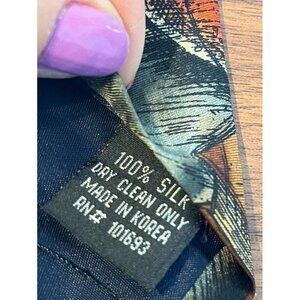 100% SILK
DRY CLEAN ONLY
MADE IN KOREA
RN# 101693